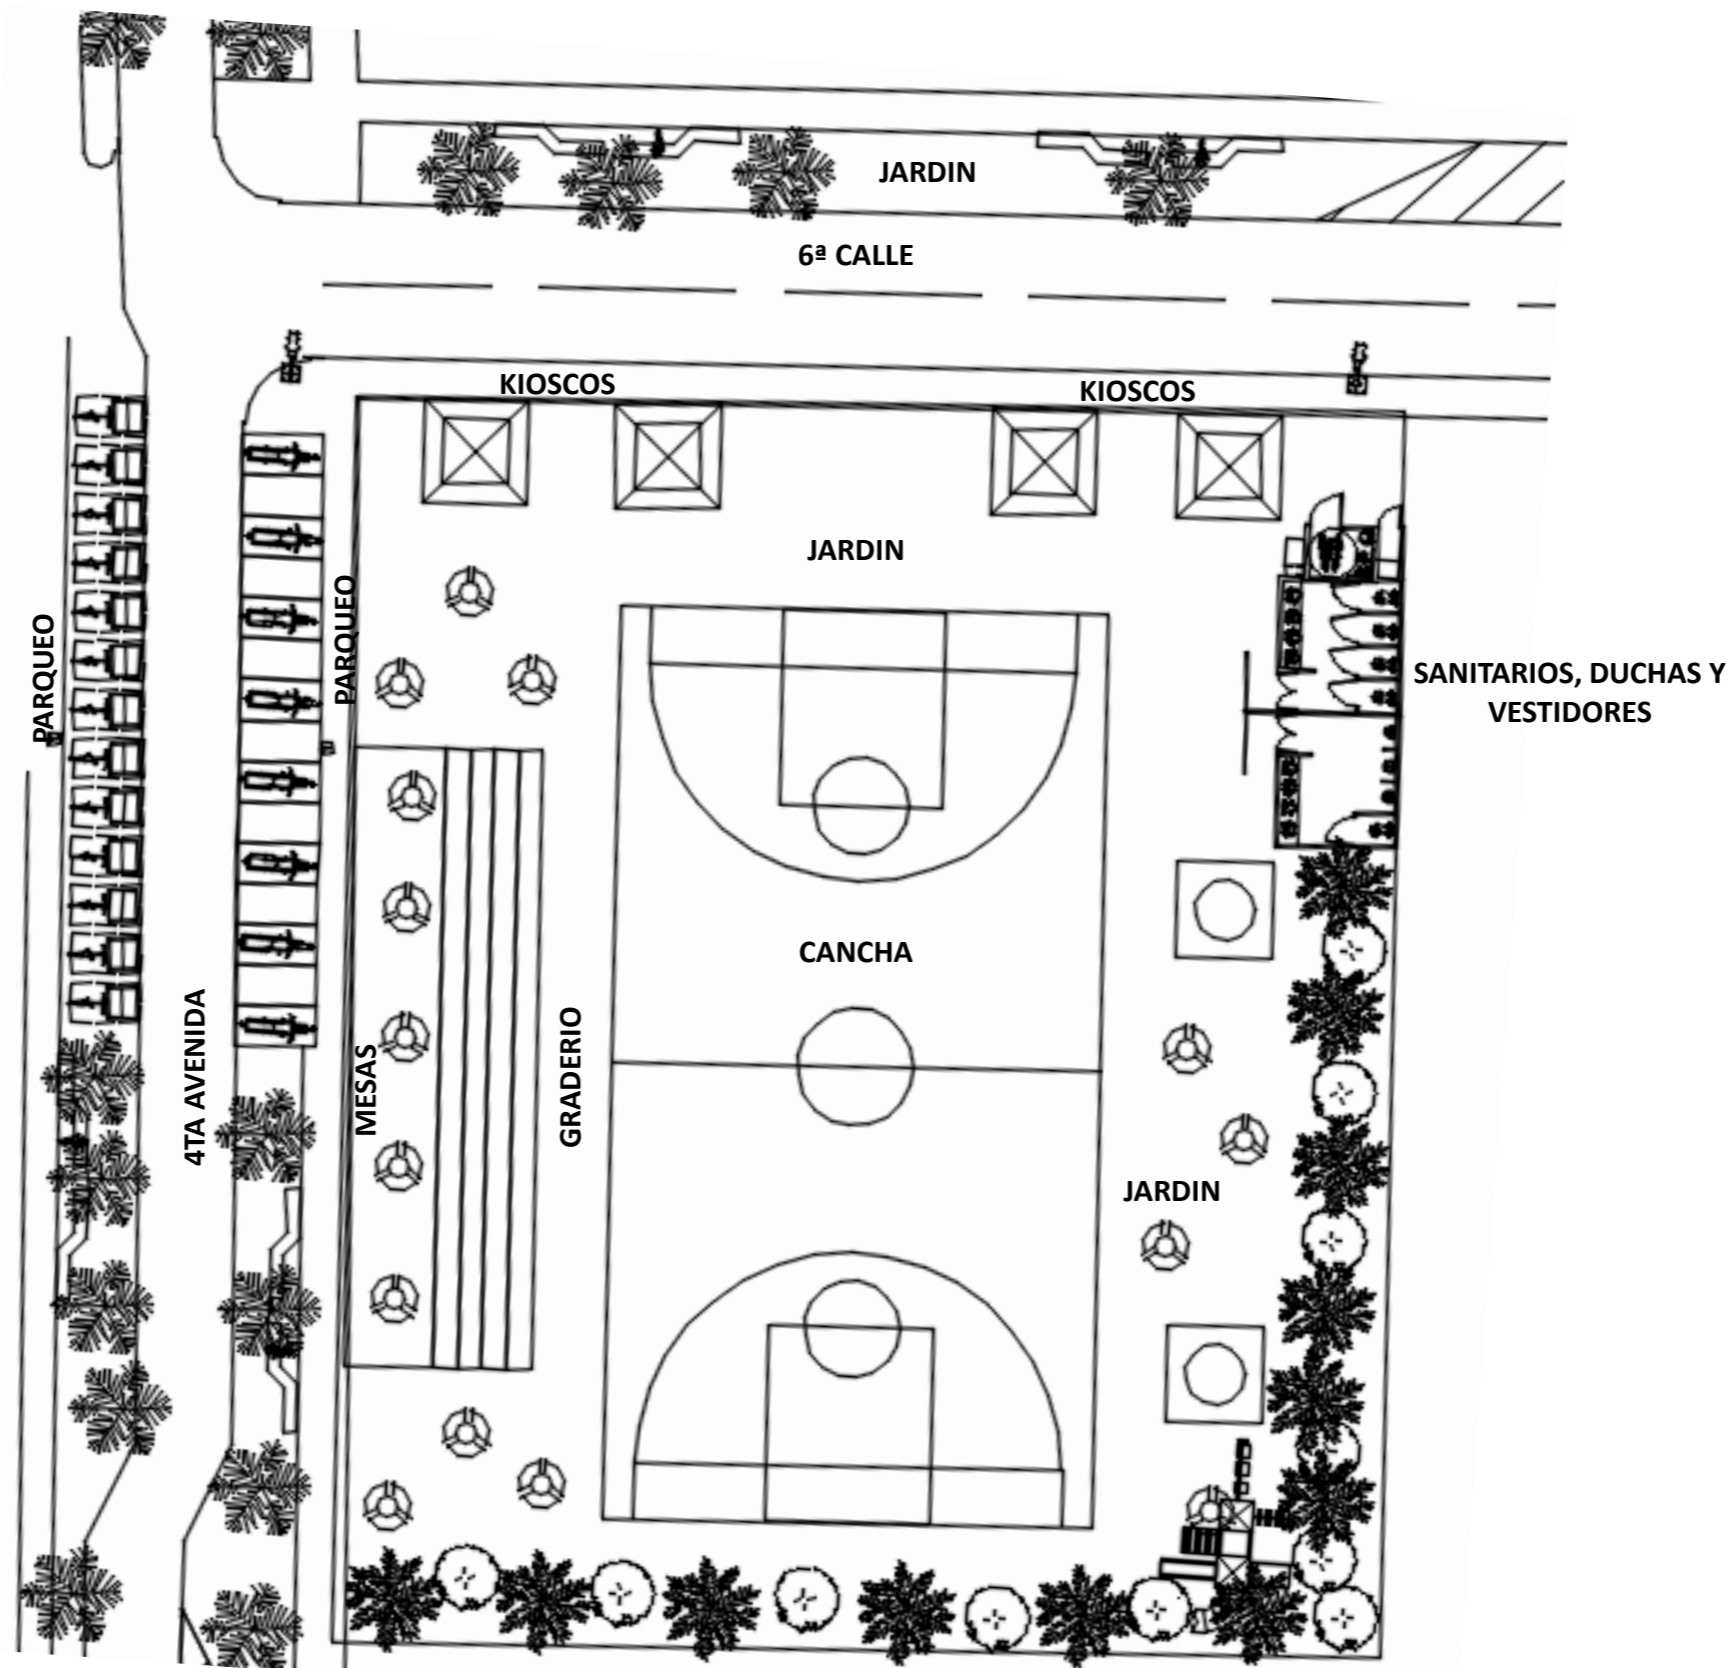 JARDIN
6ª CALLE
KIOSCOS
KIOSCOS
JARDIN
PARQUEO
PARQUEO
SANITARIOS, DUCHAS Y
VESTIDORES
CANCHA
4TA AVENIDA
MESAS
GRADERIO
JARDIN